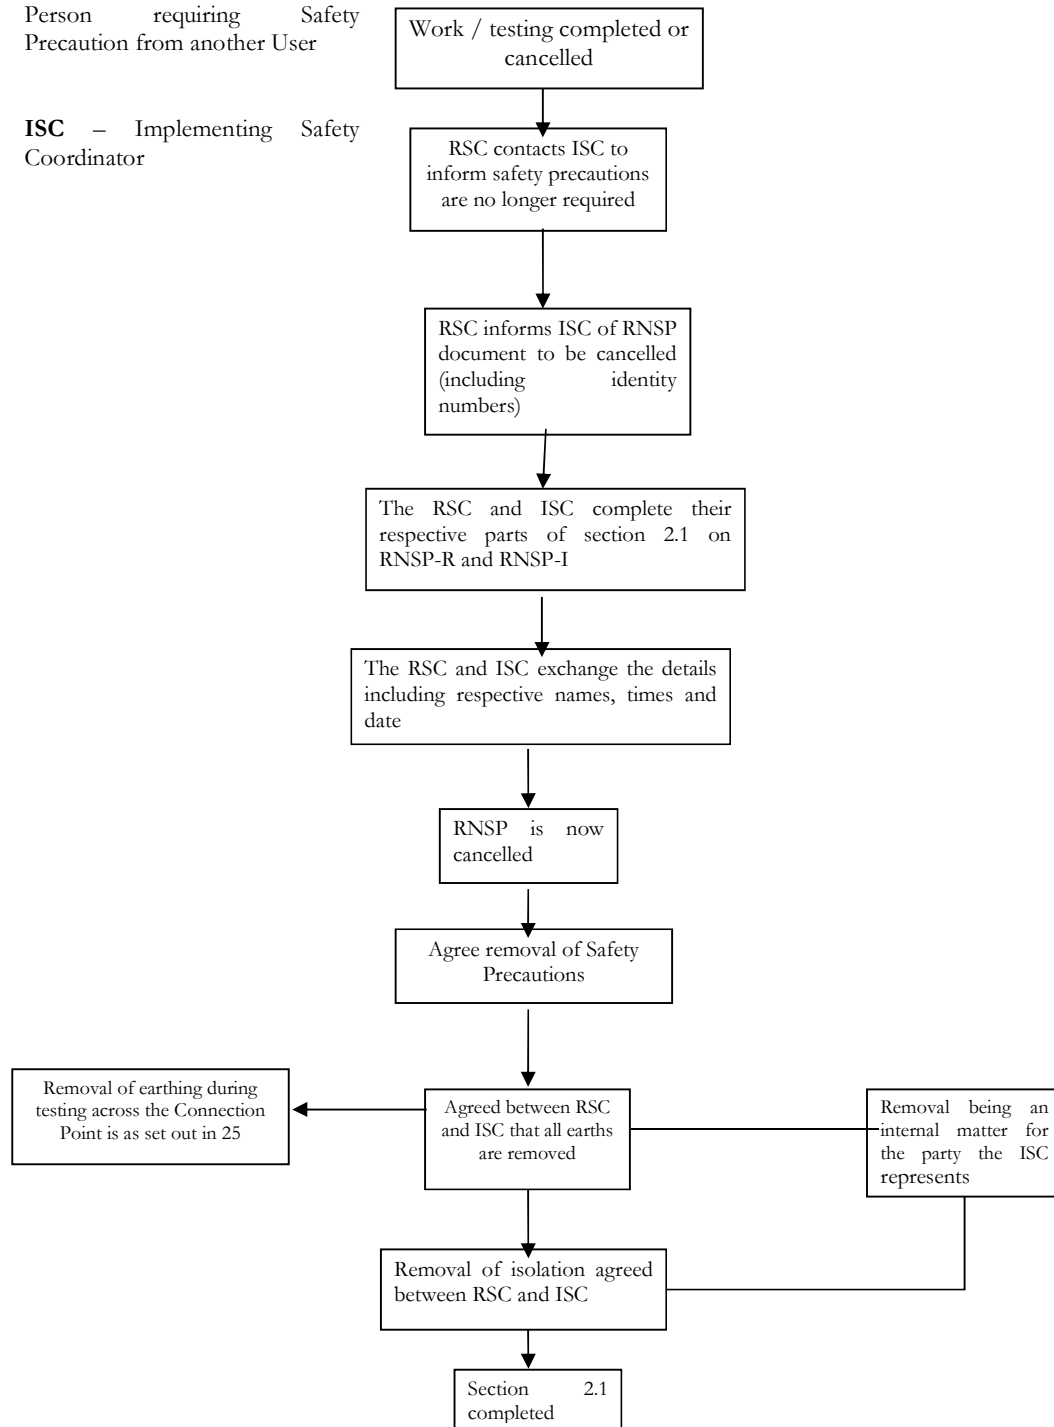 Person requiring Safety
Precaution from another User
ISC – Implementing Safety
Coordinator
Work / testing completed or
cancelled
RSC contacts ISC to
inform safety precautions
are no longer required
RSC informs ISC of RNSP
document to be cancelled
(including identity
numbers)
The RSC and ISC complete their
respective parts of section 2.1 on
RNSP-R and RNSP-I
The RSC and ISC exchange the details
including respective names, times and
date
RNSP is now
cancelled
Agree removal of Safety
Precautions
Removal of earthing during
testing across the Connection
Point is as set out in 25
Agreed between RSC
and ISC that all earths
are removed
Removal being an
internal matter for
the party the ISC
represents
Removal of isolation agreed
between RSC and ISC
Section 2.1
completed